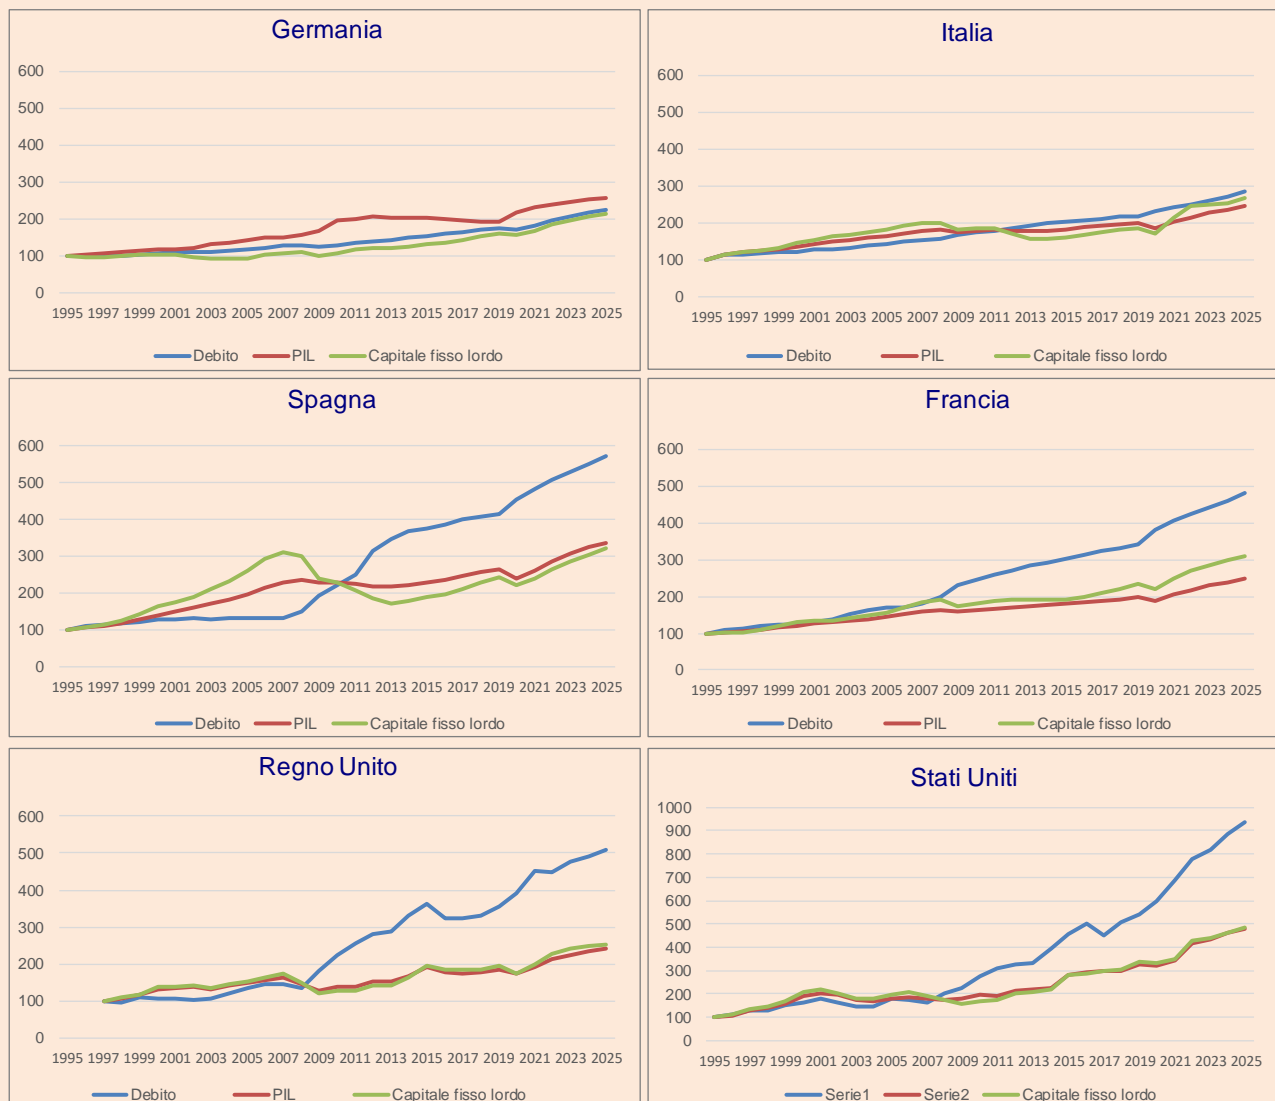 Germania
600
500
400
300
200
100
0
1995 1997 1999 2001 2003 2005 2007 2009 2011 2013 2015 2017 2019 2021 2023 2025
Debito PIL Capitale fisso lordo
Italia
600
500
400
300
200
100
0
1995 1997 1999 2001 2003 2005 2007 2009 2011 2013 2015 2017 2019 2021 2023 2025
Debito PIL Capitale fisso lordo
Spagna
600
500
400
300
200
100
0
1995 1997 1999 2001 2003 2005 2007 2009 2011 2013 2015 2017 2019 2021 2023 2025
Debito PIL Capitale fisso lordo
Francia
600
500
400
300
200
100
0
1995 1997 1999 2001 2003 2005 2007 2009 2011 2013 2015 2017 2019 2021 2023 2025
Debito PIL Capitale fisso lordo
Regno Unito
600
500
400
300
200
100
0
1995 1997 1999 2001 2003 2005 2007 2009 2011 2013 2015 2017 2019 2021 2023 2025
Debito PIL Capitale fisso lordo
Stati Uniti
1000
900
800
700
600
500
400
300
200
100
0
1995 1997 1999 2001 2003 2005 2007 2009 2011 2013 2015 2017 2019 2021 2023 2025
Serie1 Serie2 Capitale fisso lordo